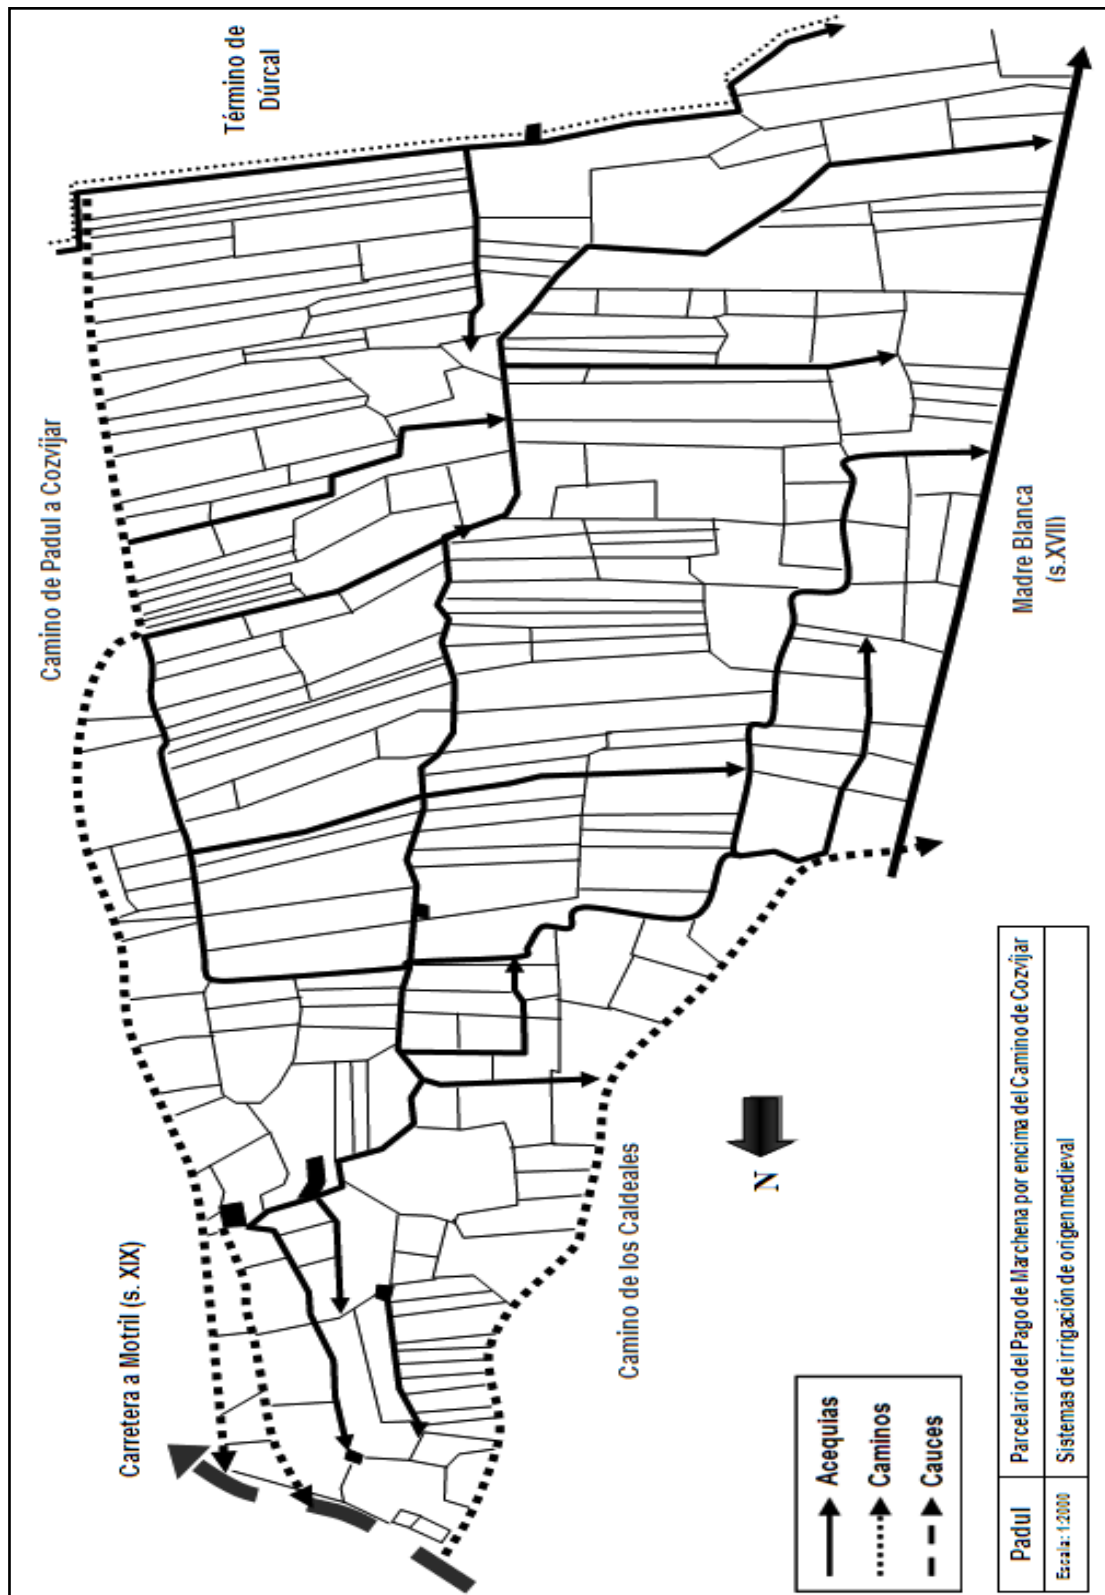 Término de
Dúrcal
Camino de Padul a Cozvíjar
Carretera a Motril (s. XIX)
Camino de los Caldeales
Madre Blanca
(s.XVII)
N
Acequias
Caminos
Cauces
Padul
Parcelario del Pago de Marchena por encima del Camino de Cozvíjar
Escala: 1:2000
Sistemas de irrigación de origen medieval